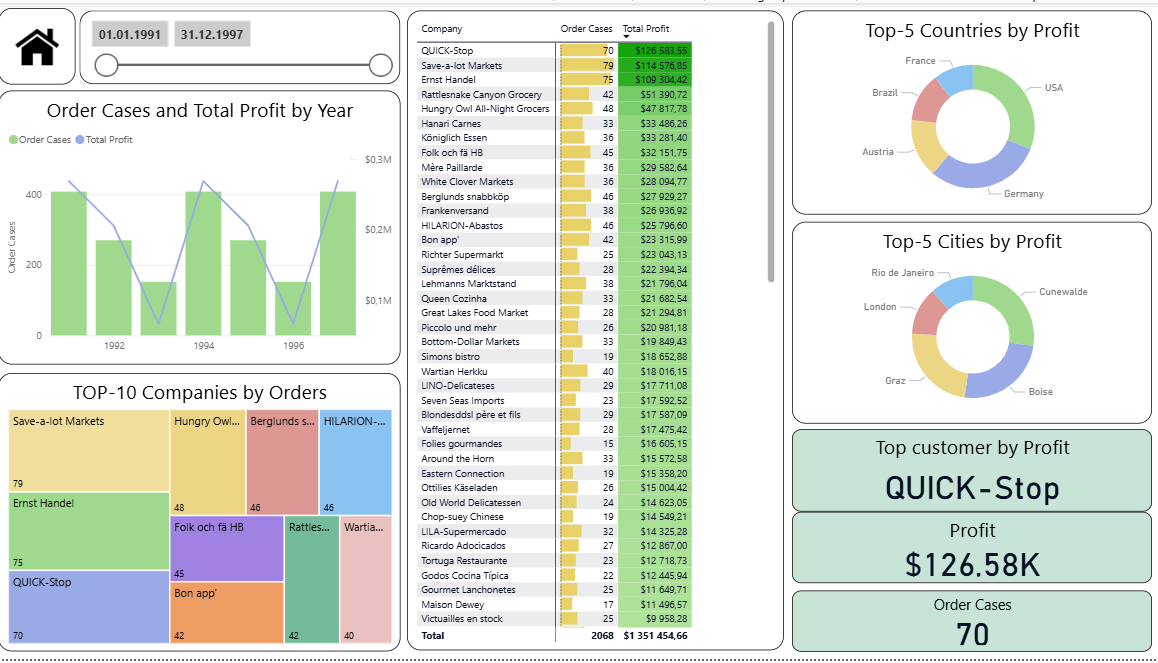 01.01.1991 31.12.1997
Order Cases and Total Profit by Year
Order Cases Total Profit
$0,3M
400
$0,2M
Order Cases
200
$0,1M
0
1992 1994 1996
TOP-10 Companies by Orders
Save-a-lot Markets
79
Ernst Handel
75
QUICK-Stop
70
Hungry Owl...
48
Berglunds s...
46
HILARION-...
46
Folk och fä HB
45
Bon app'
42
Rattles...
42
Wartia...
40
Company Order Cases Total Profit
QUICK-Stop 70 $126 583,55
Save-a-lot Markets 79 $114 576,85
Ernst Handel 75 $109 304,42
Rattlesnake Canyon Grocery 42 $51 390,72
Hungry Owl All-Night Grocers 48 $47 817,78
Hanari Carnes 33 $33 486,26
Königlich Essen 36 $33 281,40
Folk och fä HB 45 $32 151,75
Mère Paillarde 36 $29 582,64
White Clover Markets 36 $28 094,77
Berglunds snabbköp 46 $27 929,27
Frankenversand 38 $26 936,92
HILARION-Abastos 46 $25 796,60
Bon app' 42 $23 315,99
Richter Supermarkt 25 $23 043,13
Suprêmes délices 28 $22 394,34
Lehmanns Marktstand 38 $21 796,04
Queen Cozinha 33 $21 682,54
Great Lakes Food Market 28 $21 294,81
Piccolo und mehr 26 $20 981,18
Bottom-Dollar Markets 33 $19 849,43
Simons bistro 19 $18 652,88
Wartian Herkku 40 $18 016,15
LINO-Delicateses 29 $17 711,08
Seven Seas Imports 23 $17 592,52
Blondesddsl père et fils 29 $17 587,09
Vaffeljernet 28 $17 475,42
Folies gourmandes 15 $16 605,15
Around the Horn 33 $15 572,58
Eastern Connection 19 $15 358,20
Ottilies Käseladen 26 $15 004,42
Old World Delicatessen 24 $14 623,05
Chop-suey Chinese 19 $14 549,21
LILA-Supermercado 32 $14 325,28
Ricardo Adocicados 27 $12 867,00
Tortuga Restaurante 23 $12 718,73
Godos Cocina Típica 22 $12 445,94
Gourmet Lanchonetes 25 $11 649,71
Maison Dewey 17 $11 496,57
Victuailles en stock 25 $9 958,28
Total 2068 $1 351 454,66
Top-5 Countries by Profit
France
USA
Brazil
Austria
Germany
Top-5 Cities by Profit
Rio de Janeiro
Cunewalde
London
Graz
Boise
Top customer by Profit
QUICK-Stop
Profit
$126.58K
Order Cases
70